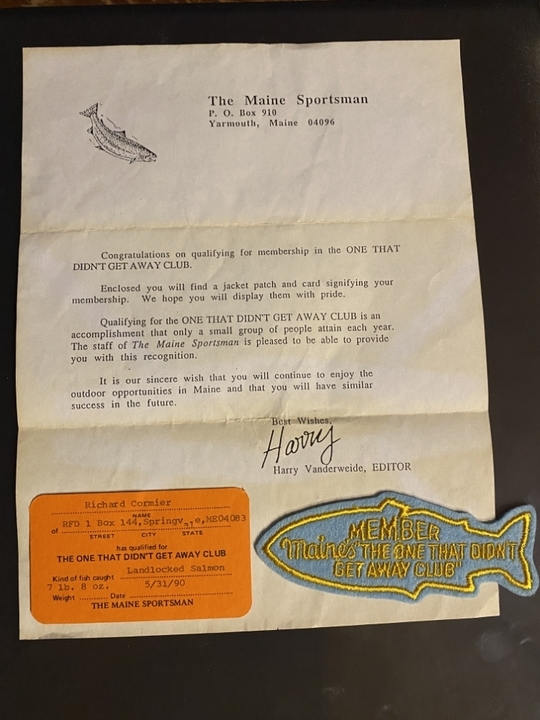 The Maine Sportsman
P. O. Box 910
Yarmouth, Maine 04096
Congratulations on qualifying for membership in the ONE THAT
DIDN'T GET AWAY CLUB.
Enclosed you will find a jacket patch and card signifying your
membership. We hope you will display them with pride.
Qualifying for the ONE THAT DIDN'T GET AWAY CLUB is an
accomplishment that only a small group of people attain each year.
The staff of The Maine Sportsman is pleased to be able to provide
you with this recognition.
It is our sincere wish that you will continue to enjoy the
outdoor opportunities in Maine and that you will have similar
success in the future.
Best Wishes,
Harry
Harry Vanderweide, EDITOR
Richard Cormier
NAME
of RFD 1 Box 144, Springvale, ME04083
STREET CITY STATE
has qualified for
THE ONE THAT DIDN'T GET AWAY CLUB
Landlocked Salmon
Kind of fish caught
7 lb. 8 oz. 5/31/90
Weight Date
THE MAINE SPORTSMAN
MEMBER
Maine's "THE ONE THAT DIDN'T
GET AWAY CLUB"